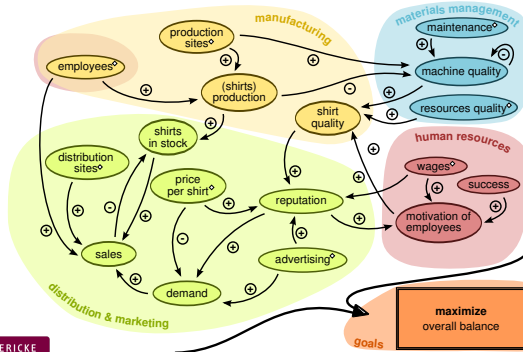 manufacturing
materials management
production
sites◇
maintenance◇
employees◇
machine quality
(shirts)
production
resources quality◇
shirt
quality
shirts
in stock
human resources
distribution
sites◇
wages◇
price
per shirt◇
success
reputation
motivation of
employees
sales
advertising◇
demand
distribution & marketing
maximize
overall balance
goals
ERICKE
+
+
+
-
+
-
+
+
+
+
+
+
+
-
+
+
+
-
+
+
+
+
+